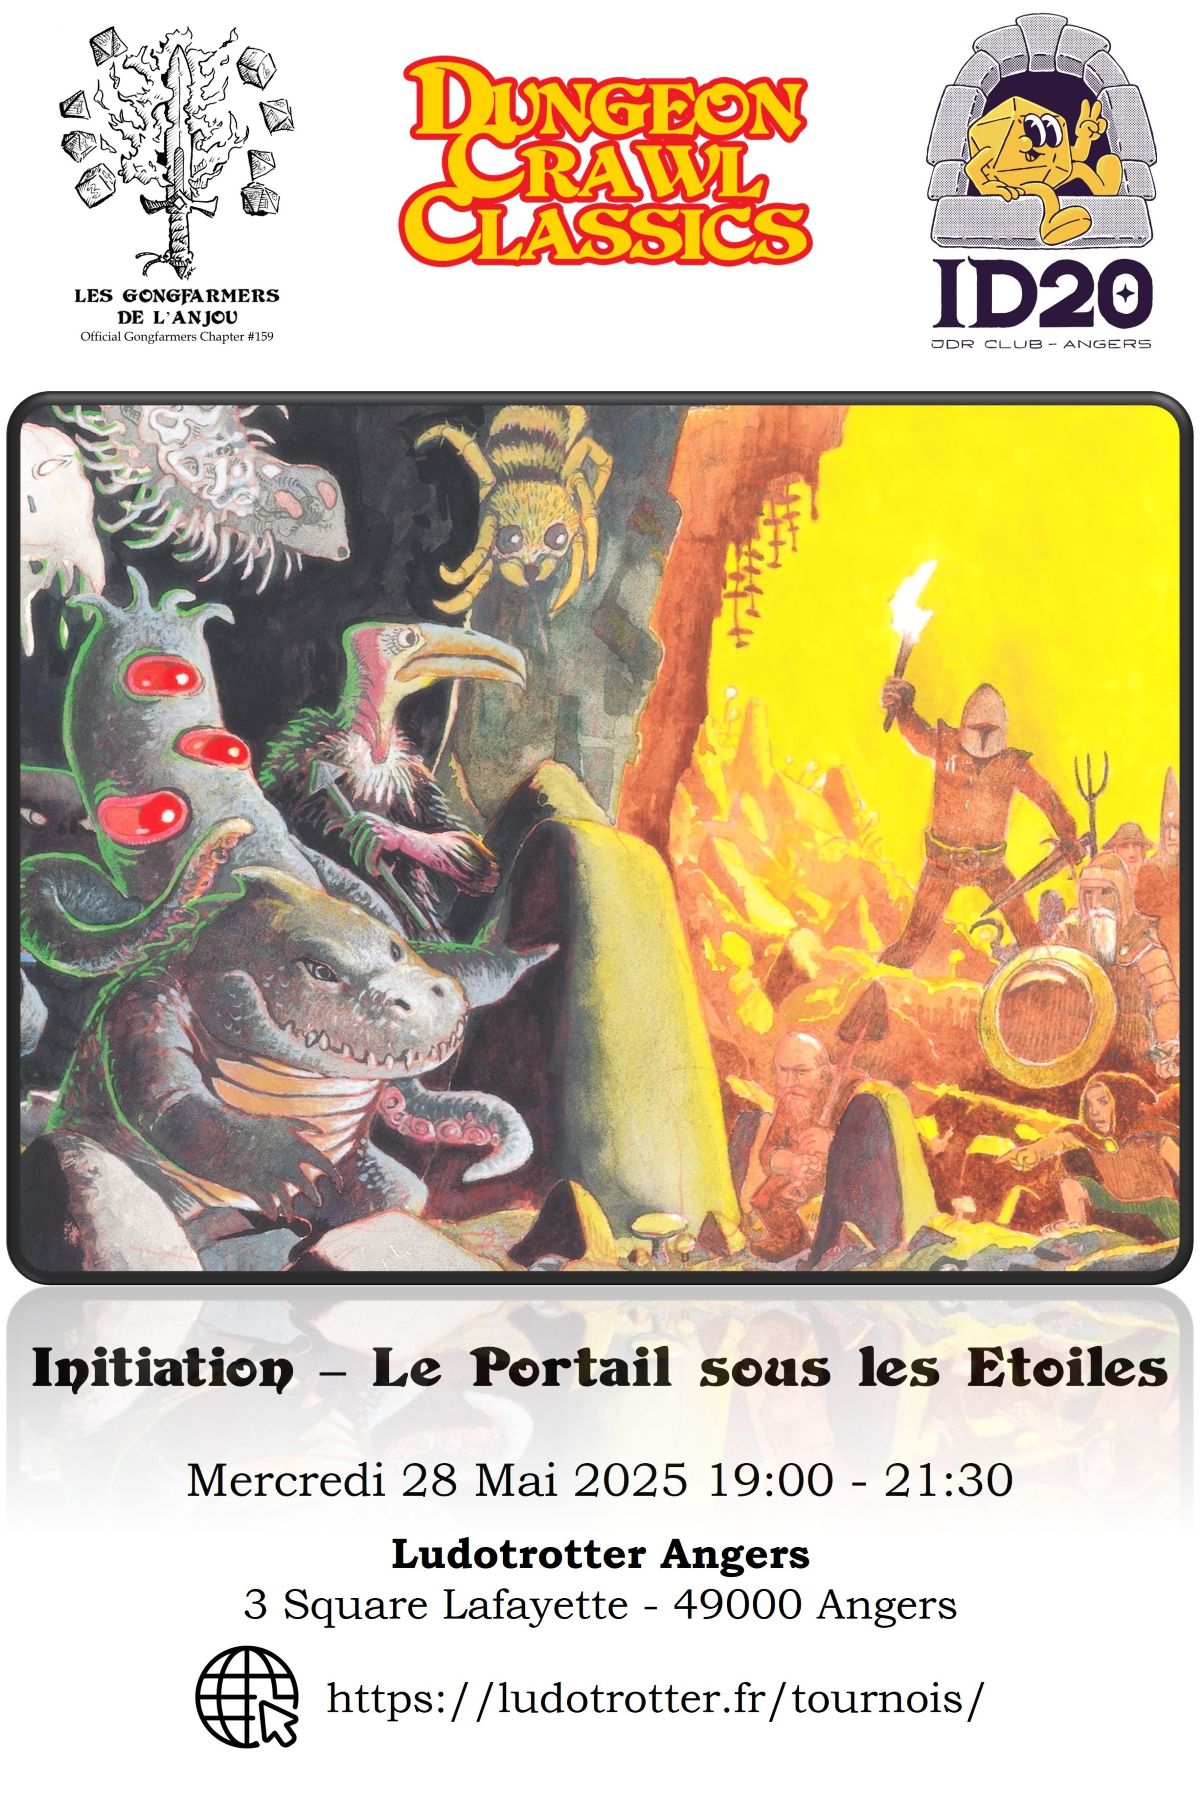 LES GONGFARMERS
DE L'ANJOU
Official Gongfarmers Chapter #159
DUNGEON
CRAWL
CLASSICS
ID20
JDR CLUB - ANGERS
Initiation – Le Portail sous les Etoiles
Mercredi 28 Mai 2025 19:00 - 21:30
Ludotrotter Angers
3 Square Lafayette - 49000 Angers
https://ludotrotter.fr/tournois/